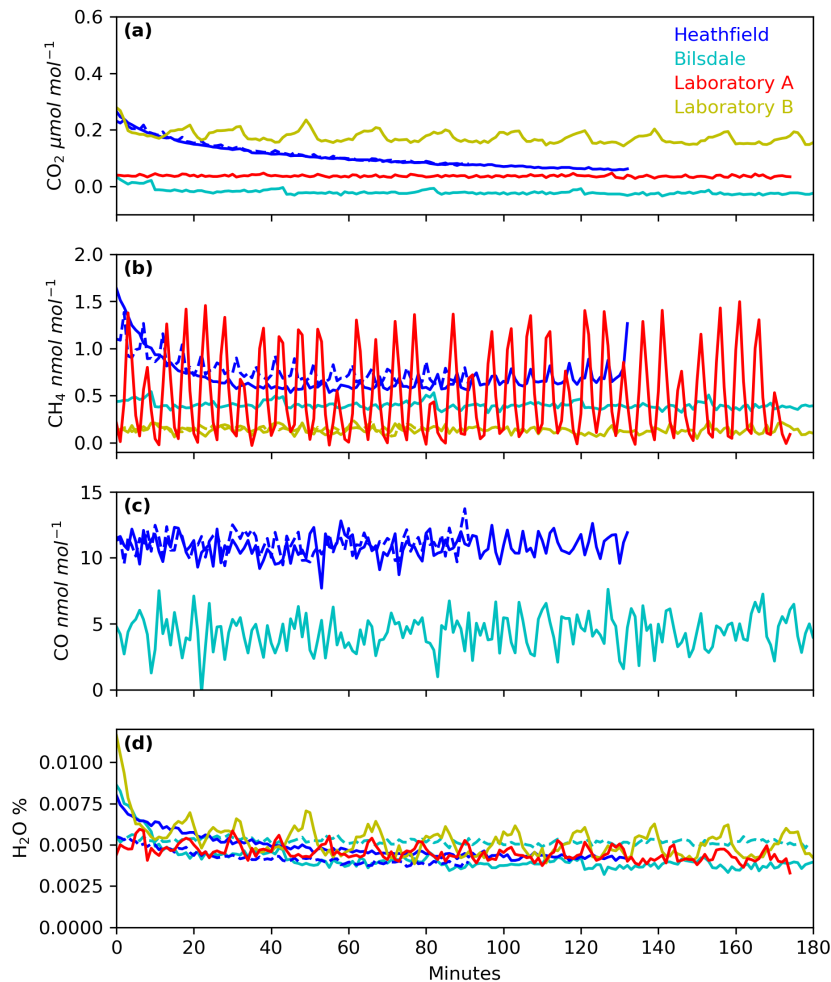 (a)
Heathfield
Bilsdale
Laboratory A
Laboratory B
CO₂ μmol mol⁻¹
0.6
0.4
0.2
0.0
(b)
CH₄ nmol mol⁻¹
2.0
1.5
1.0
0.5
0.0
(c)
CO nmol mol⁻¹
15
10
5
0
(d)
H₂O %
0.0100
0.0075
0.0050
0.0025
0.0000
0 20 40 60 80 100 120 140 160 180
Minutes